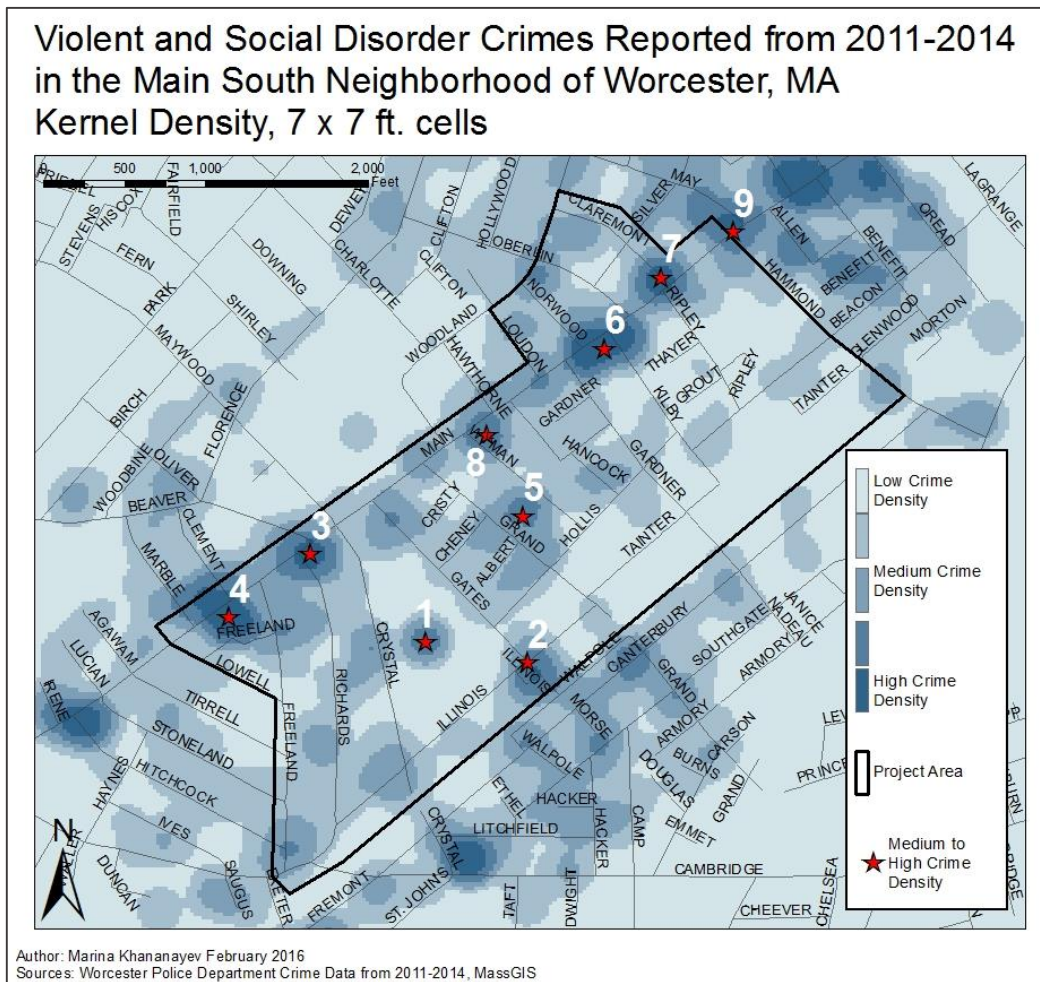 Violent and Social Disorder Crimes Reported from 2011-2014
in the Main South Neighborhood of Worcester, MA
Kernel Density, 7 x 7 ft. cells
0 500 1,000 2,000
Feet
FAIRFIELD
HISCOX
STEVENS
FERN
DOWNING
PARK
SHIRLEY
MAYWOOD
BIRCH
FLORENCE
WOODBINE
OLIVER
BEAVER
CLEMENT
MARBLE
DEWEY
CHARLOTTE
CLIFTON
CLIFTON
HOLLYWOOD
OBERLIN
WOODLAND
HAWTHORNE
LOUDON
NORWOOD
CLAREMONT
SILVER
MAY
9
ALLEN
LAGRANGE
OREAD
BENEFIT
BENEFIT
HAMMOND
BEACON
GLENWOOD
MORTON
7
RIPLEY
6
THAYER
GROUT
RIPLEY
KILBY
TAINTER
GARDNER
MAIN
8
HANCOCK
GARDNER
CRISTY
5
CHENEY
GRAND
ALBERT
HOLLIS
TAINTER
GATES
3
4
FREELAND
1
2
CRYSTAL
ILLINOIS
WALPOLE
CANTERBURY
SOUTHGATE
NADEAU
JANICE
ARMORY
GRAND
AGAWAM
LUCIAN
LOWELL
TIRRELL
IRENE
STONELAND
HITCHCOCK
HAYNES
IVES
FREELAND
RICHARDS
ILLINOIS
MORSE
WALPOLE
ARMORY
CARSON
BURNS
DOUGLAS
GRAND
EMMET
ETHEL
HACKER
LITCHFIELD
HACKER
CAMP
CRYSTAL
N
DUNCAN
SAUGUS
EXETER
FREMONT
ST. JOHNS
TAFT
DWIGHT
CAMBRIDGE
CHEEVER
CHELSEA
Low Crime
Density
Medium Crime
Density
High Crime
Density
Project Area
Medium to
High Crime
Density
Author: Marina Khananayev February 2016
Sources: Worcester Police Department Crime Data from 2011-2014, MassGIS